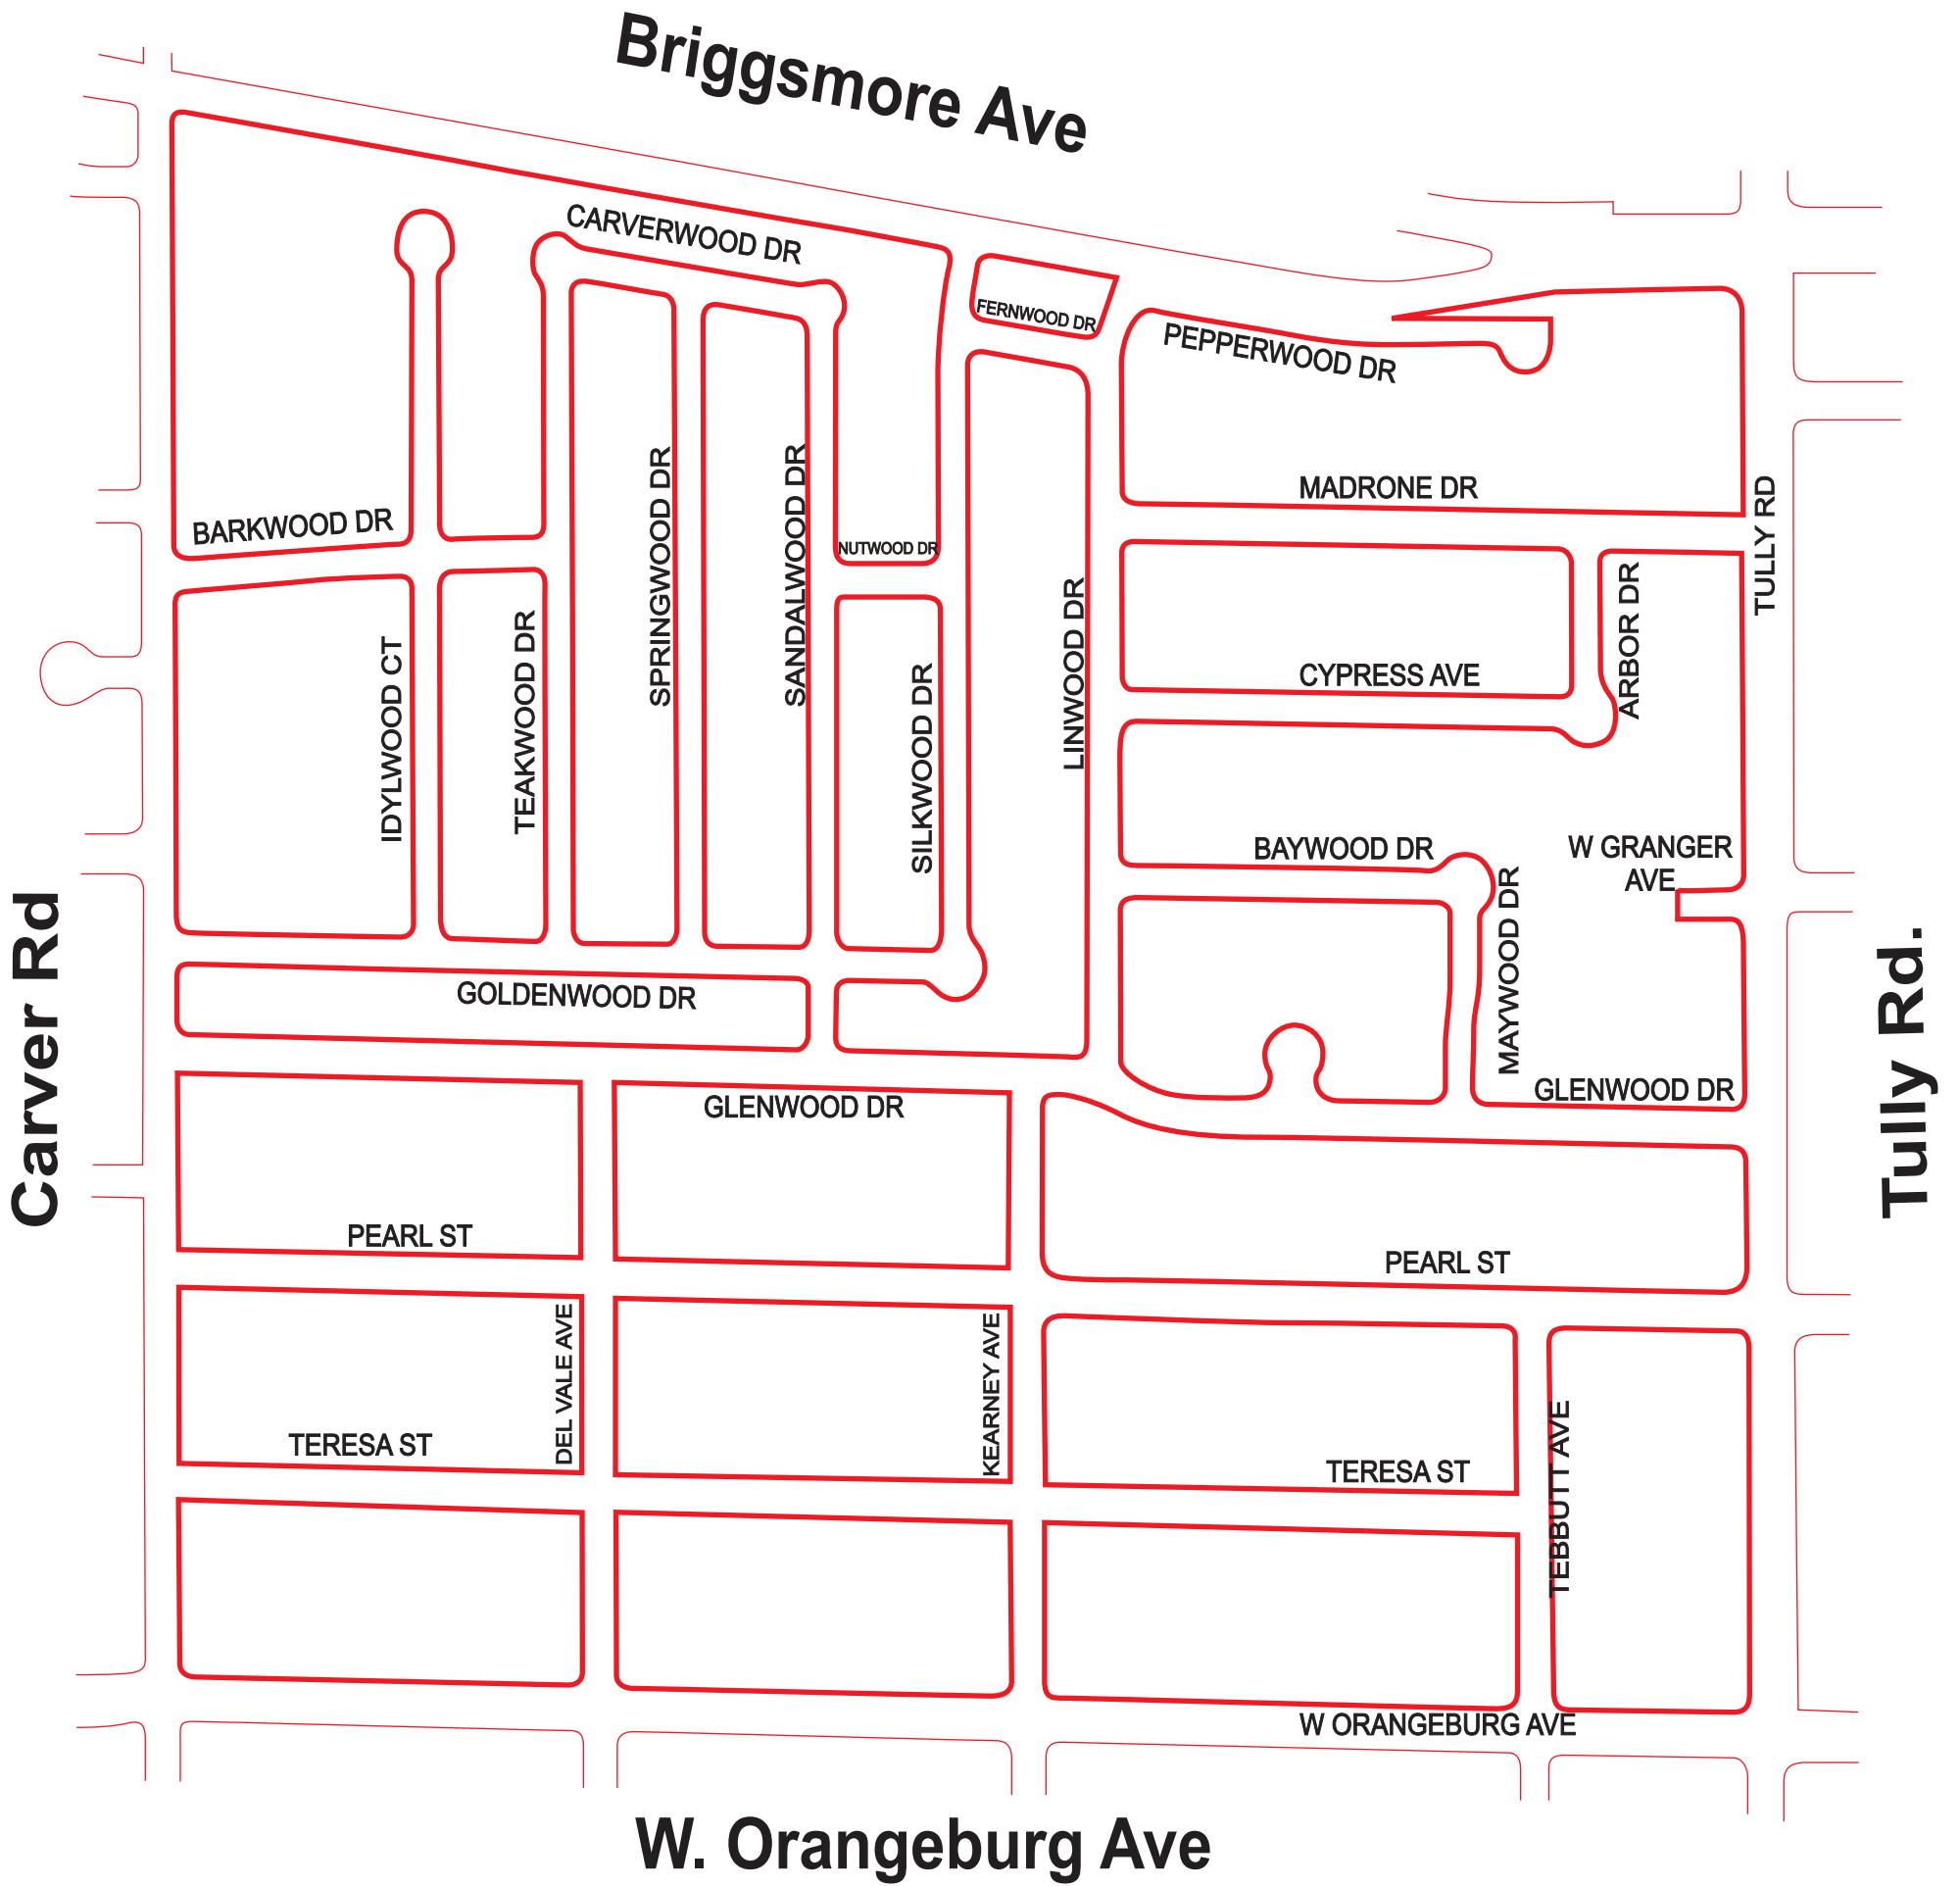 Briggsmore Ave
CARVERWOOD DR
FERNWOOD DR
PEPPERWOOD DR
MADRONE DR
TULLY RD
BARKWOOD DR
NUTWOOD DR
SPRINGWOOD DR
SANDALWOOD DR
LINWOOD DR
ARBOR DR
CYPRESS AVE
IDYLWOOD CT
TEAKWOOD DR
SILKWOOD DR
BAYWOOD DR
W GRANGER
AVE
MAYWOOD DR
Carver Rd
Tully Rd.
GOLDENWOOD DR
GLENWOOD DR
GLENWOOD DR
PEARL ST
PEARL ST
DEL VALE AVE
KEARNEY AVE
TERESA ST
TERESA ST
TEBBUTT AVE
W ORANGEBURG AVE
W. Orangeburg Ave